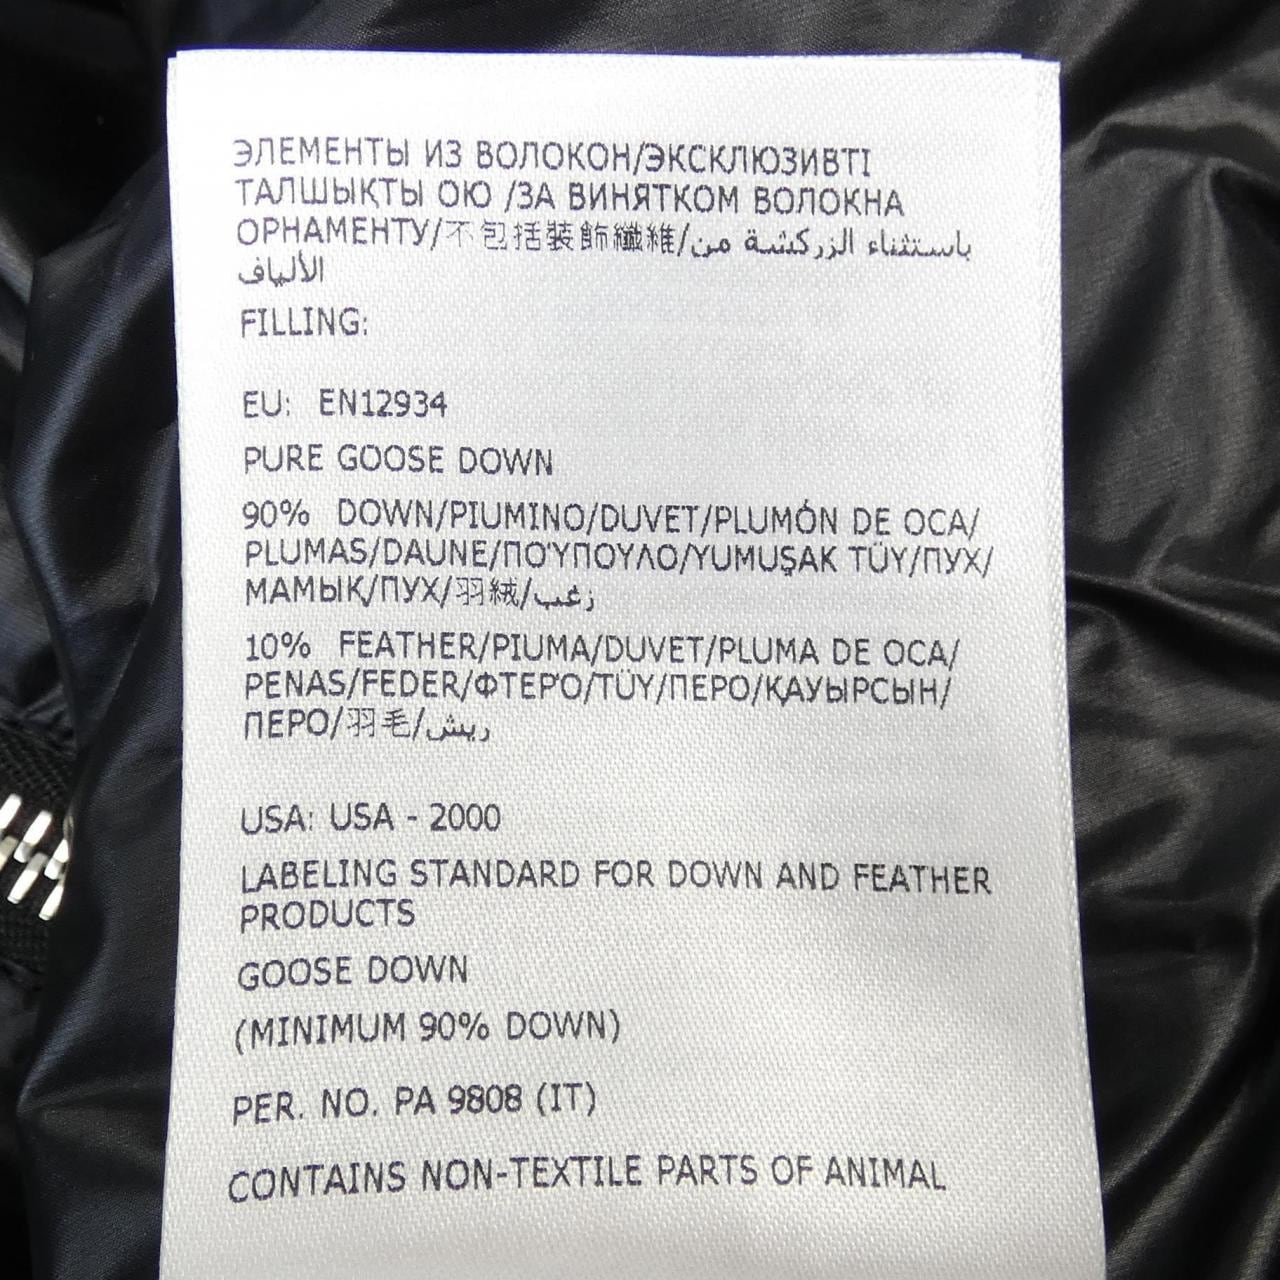 ЭЛЕМЕНТЫ ИЗ ВОЛОКОН/ЭКСКЛЮЗИВТІ
ТАЛШЫҚТЫ ОЮ /ЗА ВИНЯТКОМ ВОЛОКНА
ОРНАМЕНТУ/不包括裝飾纖維/باستثناء الزركشة من
الألياف
FILLING:
EU: EN12934
PURE GOOSE DOWN
90% DOWN/PIUMINO/DUVET/PLUMÓN DE OCA/
PLUMAS/DAUNE/ΠΟΎΠΟΥΛΟ/YUMUŞAK TÜY/ПУХ/
МАМЫҚ/ПУХ/羽絨/زغب
10% FEATHER/PIUMA/DUVET/PLUMA DE OCA/
PENAS/FEDER/ΦΤΕΡΌ/TÜY/ПЕРО/ҚАУЫРСЫН/
ПЕРО/羽毛/ريش
USA: USA - 2000
LABELING STANDARD FOR DOWN AND FEATHER
PRODUCTS
GOOSE DOWN
(MINIMUM 90% DOWN)
PER. NO. PA 9808 (IT)
CONTAINS NON-TEXTILE PARTS OF ANIMAL